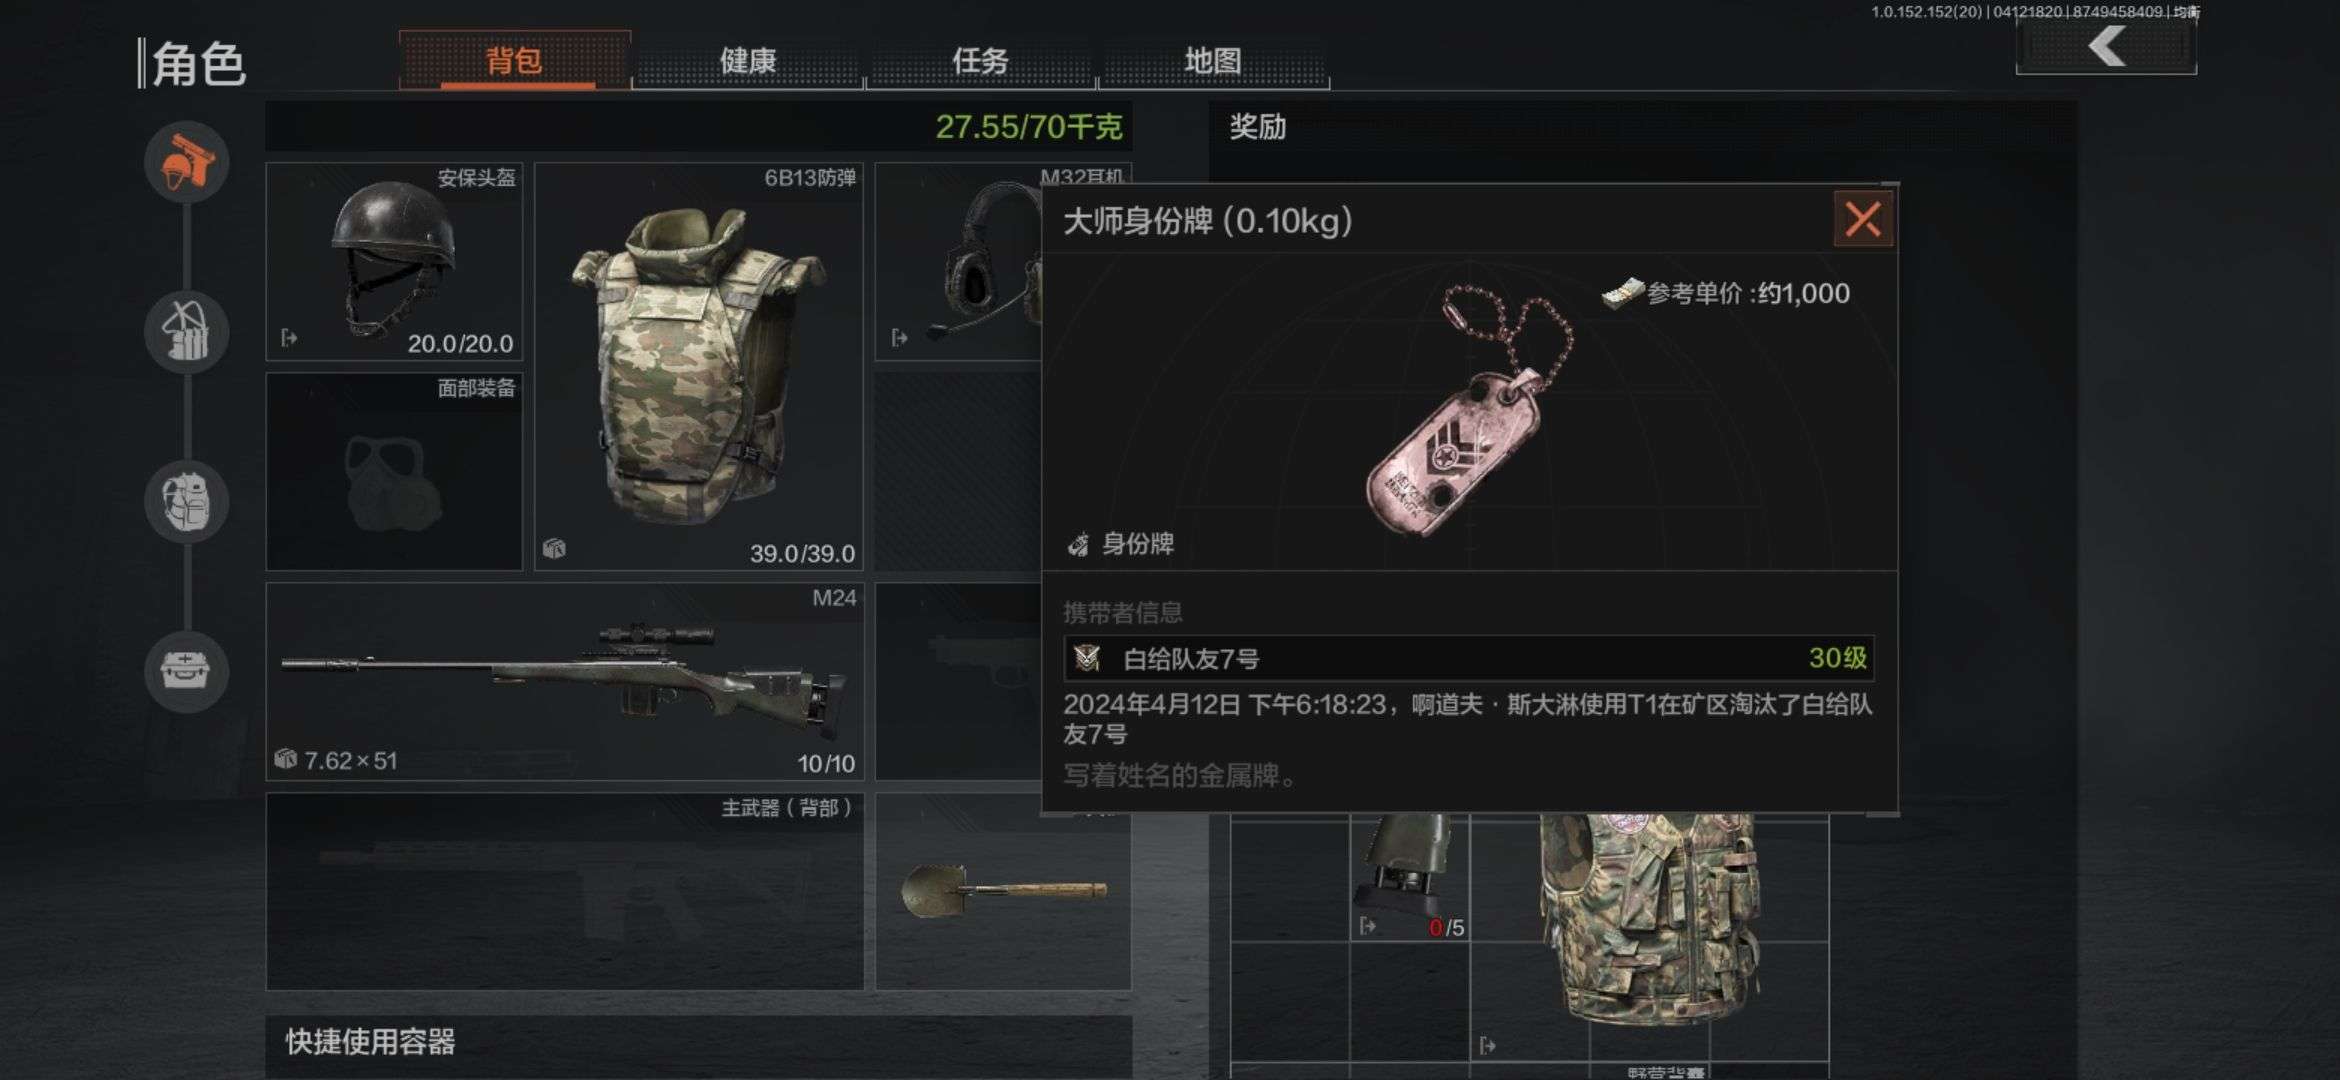 1.0.152.152(20) | 04121820 | 8749458409 | 均衡
角色
背包
健康
任务
地图
27.55/70千克
奖励
安保头盔
20.0/20.0
6B13防弹
39.0/39.0
M32耳机
面部装备
M24
7.62×51
10/10
主武器（背部）
快捷使用容器
大师身份牌 (0.10kg)
参考单价 :约1,000
身份牌
携带者信息
白给队友7号
30级
2024年4月12日 下午6:18:23，啊道夫·斯大淋使用T1在矿区淘汰了白给队
友7号
写着姓名的金属牌。
0/5
野营背囊